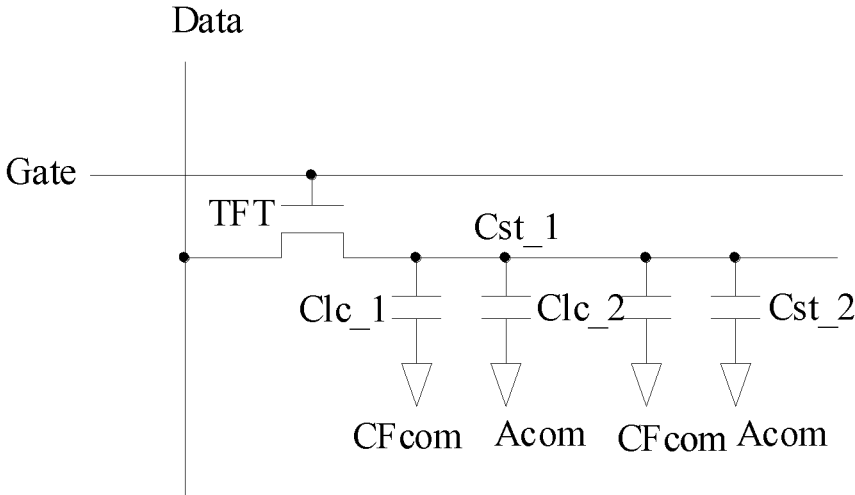 Data
Gate
TFT
Cst_1
Clc_1
Clc_2
Cst_2
CFcom
Acom
CFcom
Acom